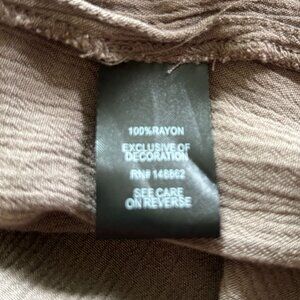 100%RAYON
EXCLUSIVE OF
DECORATION
RN# 148662
SEE CARE
ON REVERSE